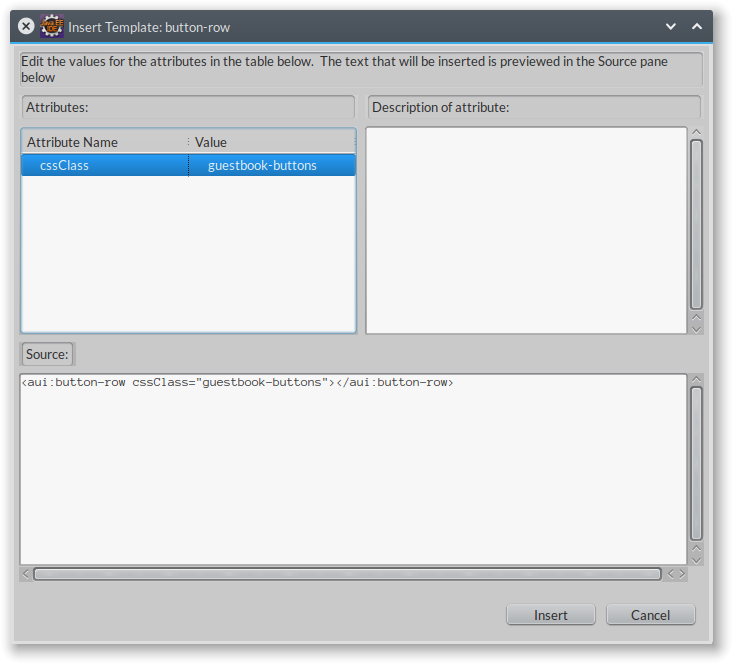 Insert Template: button-row
Edit the values for the attributes in the table below.  The text that will be inserted is previewed in the Source pane
below
Attributes:
Description of attribute:
Attribute Name
Value
cssClass
guestbook-buttons
Source:
<aui:button-row cssClass="guestbook-buttons"></aui:button-row>
Insert
Cancel